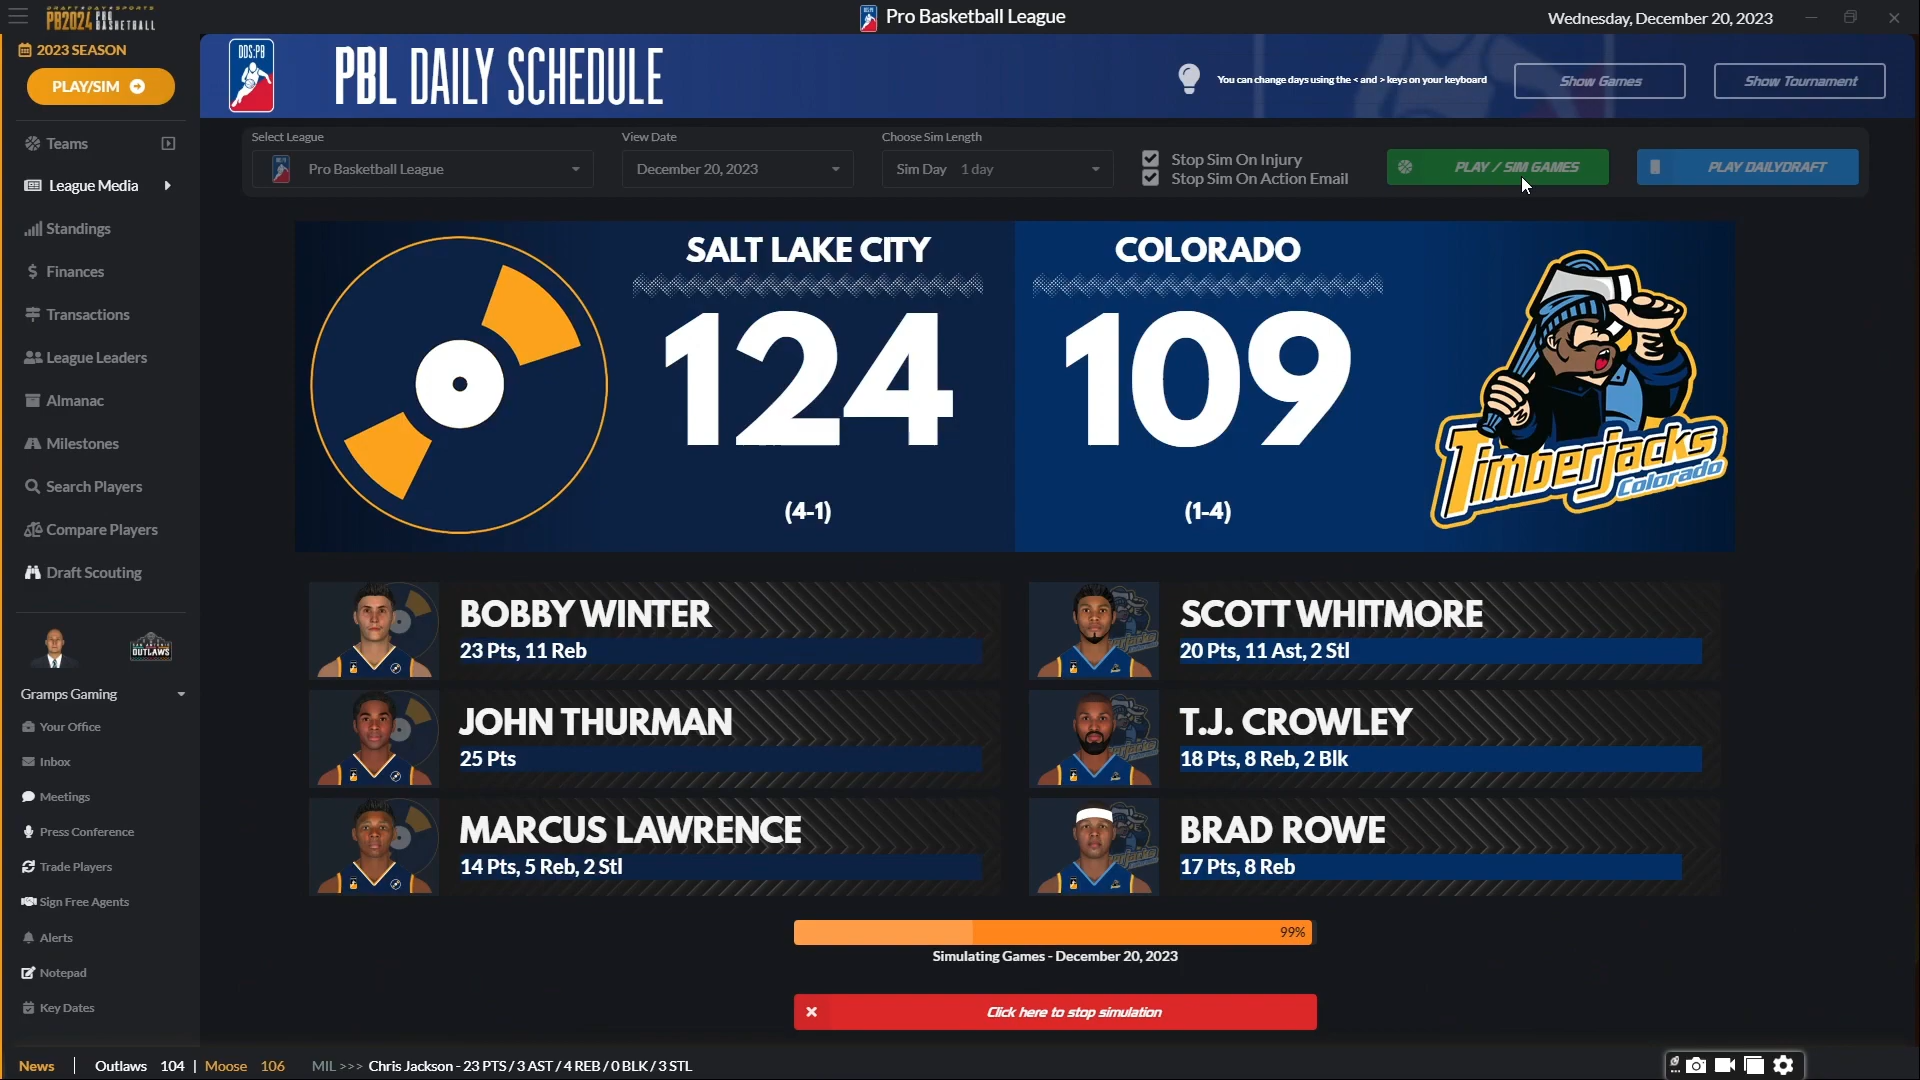 DRAFT DAY SPORTS
PB2024 PRO BASKETBALL
Pro Basketball League
Wednesday, December 20, 2023
2023 SEASON
PLAY/SIM
Teams
League Media
Standings
Finances
Transactions
League Leaders
Almanac
Milestones
Search Players
Compare Players
Draft Scouting
OUTLAWS
Gramps Gaming
Your Office
Inbox
Meetings
Press Conference
Trade Players
Sign Free Agents
Alerts
Notepad
Key Dates
DDS:PB
PBL DAILY SCHEDULE
You can change days using the < and > keys on your keyboard
Show Games
Show Tournament
Select League
Pro Basketball League
View Date
December 20, 2023
Choose Sim Length
Sim Day 1 day
Stop Sim On Injury
Stop Sim On Action Email
PLAY / SIM GAMES
PLAY DAILYDRAFT
SALT LAKE CITY
124
(4-1)
COLORADO
109
(1-4)
Timberjacks
Colorado
BOBBY WINTER
23 Pts, 11 Reb
JOHN THURMAN
25 Pts
MARCUS LAWRENCE
14 Pts, 5 Reb, 2 Stl
SCOTT WHITMORE
20 Pts, 11 Ast, 2 Stl
T.J. CROWLEY
18 Pts, 8 Reb, 2 Blk
BRAD ROWE
17 Pts, 8 Reb
99%
Simulating Games - December 20, 2023
Click here to stop simulation
News | Outlaws 104 | Moose 106 MIL >>> Chris Jackson - 23 PTS / 3 AST / 4 REB / 0 BLK / 3 STL